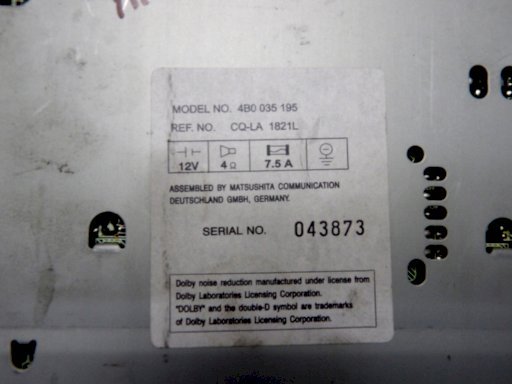 MODEL NO. 4B0 035 195
REF. NO. CQ-LA 1821L
12V 4Ω 7.5 A
ASSEMBLED BY MATSUSHITA COMMUNICATION
DEUTSCHLAND GMBH, GERMANY.
SERIAL NO. 043873
Dolby noise reduction manufactured under license from
Dolby Laboratories Licensing Corporation.
"DOLBY" and the double-D symbol are trademarks
of Dolby Laboratories Licensing Corporation.